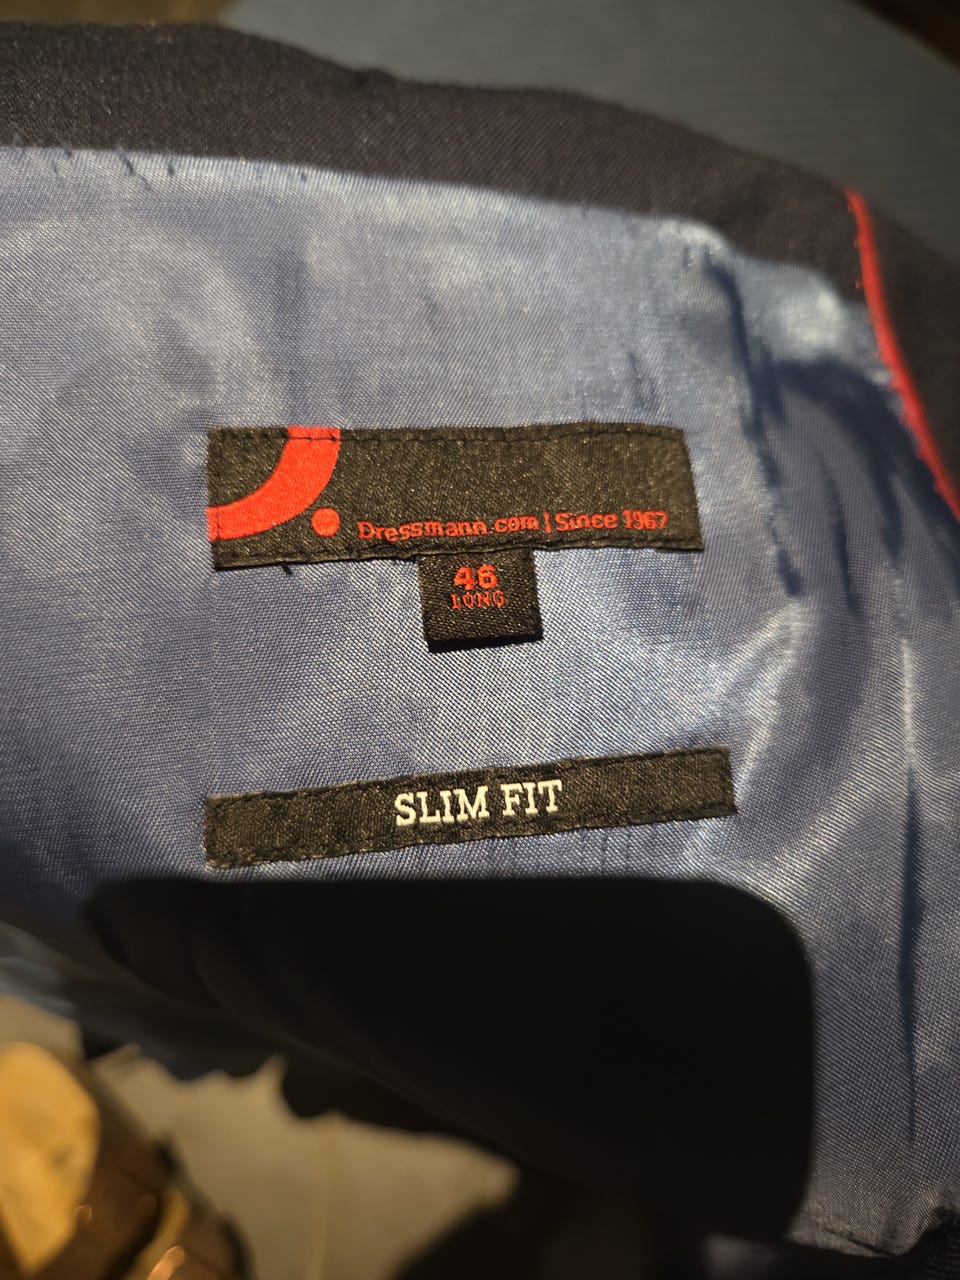 Dressmann.com | Since 1967
46
LONG
SLIM FIT